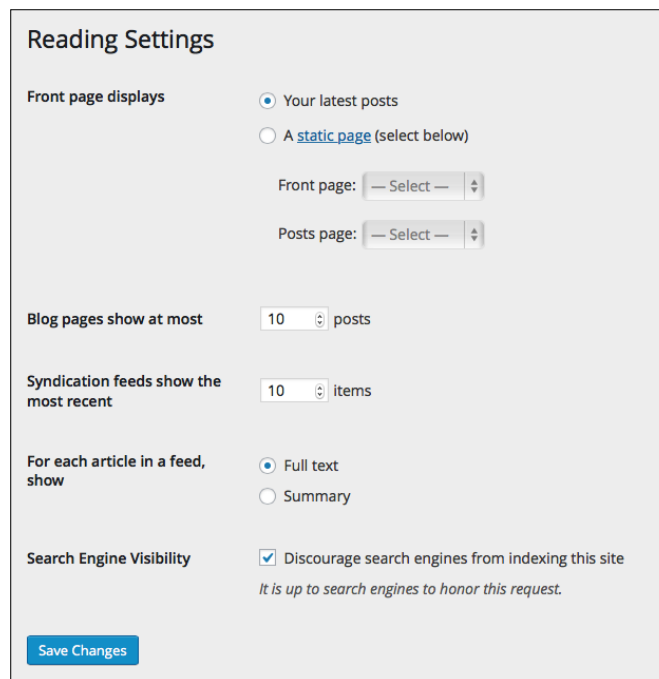 Reading Settings
Front page displays
Your latest posts
A static page (select below)
Front page: — Select —
Posts page: — Select —
Blog pages show at most
10 posts
Syndication feeds show the
most recent
10 items
For each article in a feed,
show
Full text
Summary
Search Engine Visibility
Discourage search engines from indexing this site
It is up to search engines to honor this request.
Save Changes